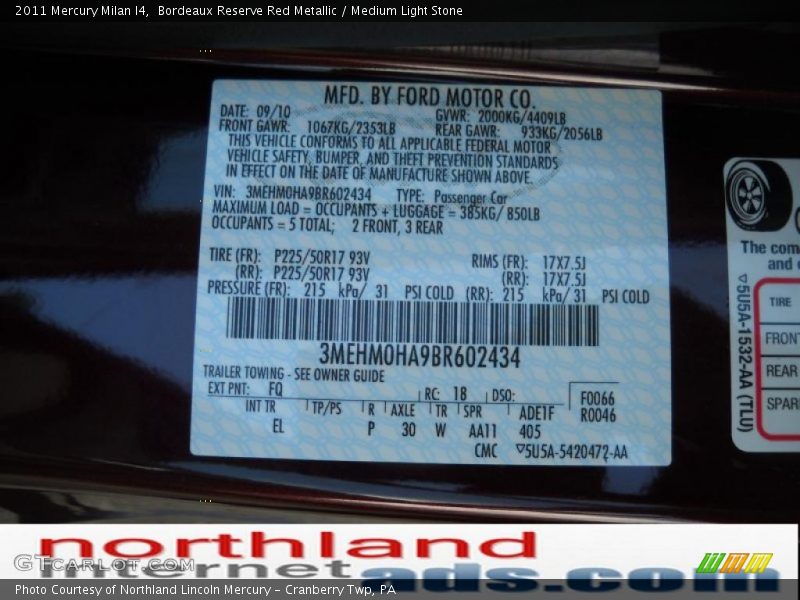 2011 Mercury Milan I4,  Bordeaux Reserve Red Metallic / Medium Light Stone
MFD. BY FORD MOTOR CO.
DATE: 09/10 GVWR: 2000KG/4409LB
FRONT GAWR: 1067KG/2353LB REAR GAWR: 933KG/2056LB
THIS VEHICLE CONFORMS TO ALL APPLICABLE FEDERAL MOTOR
VEHICLE SAFETY, BUMPER, AND THEFT PREVENTION STANDARDS
IN EFFECT ON THE DATE OF MANUFACTURE SHOWN ABOVE.
VIN: 3MEHM0HA9BR602434 TYPE: Passenger Car
MAXIMUM LOAD = OCCUPANTS + LUGGAGE = 385KG/ 850LB
OCCUPANTS = 5 TOTAL; 2 FRONT, 3 REAR
TIRE (FR): P225/50R17 93V RIMS (FR): 17X7.5J
(RR): P225/50R17 93V (RR): 17X7.5J
PRESSURE (FR): 215 kPa/ 31 PSI COLD (RR): 215 kPa/ 31 PSI COLD
3MEHM0HA9BR602434
TRAILER TOWING - SEE OWNER GUIDE
EXT PNT: FQ RC: 18 DSO: F0066
INT TR TP/PS R AXLE TR SPR ADE1F R0046
EL P 30 W AA11 405
CMC 5U5A-5420472-AA
The com
and
TIRE
FRONT
REAR
SPAR
5U5A-1532-AA (TLU)
northland
internet ads.com
GTCARLOT.COM
Photo Courtesy of Northland Lincoln Mercury - Cranberry Twp, PA